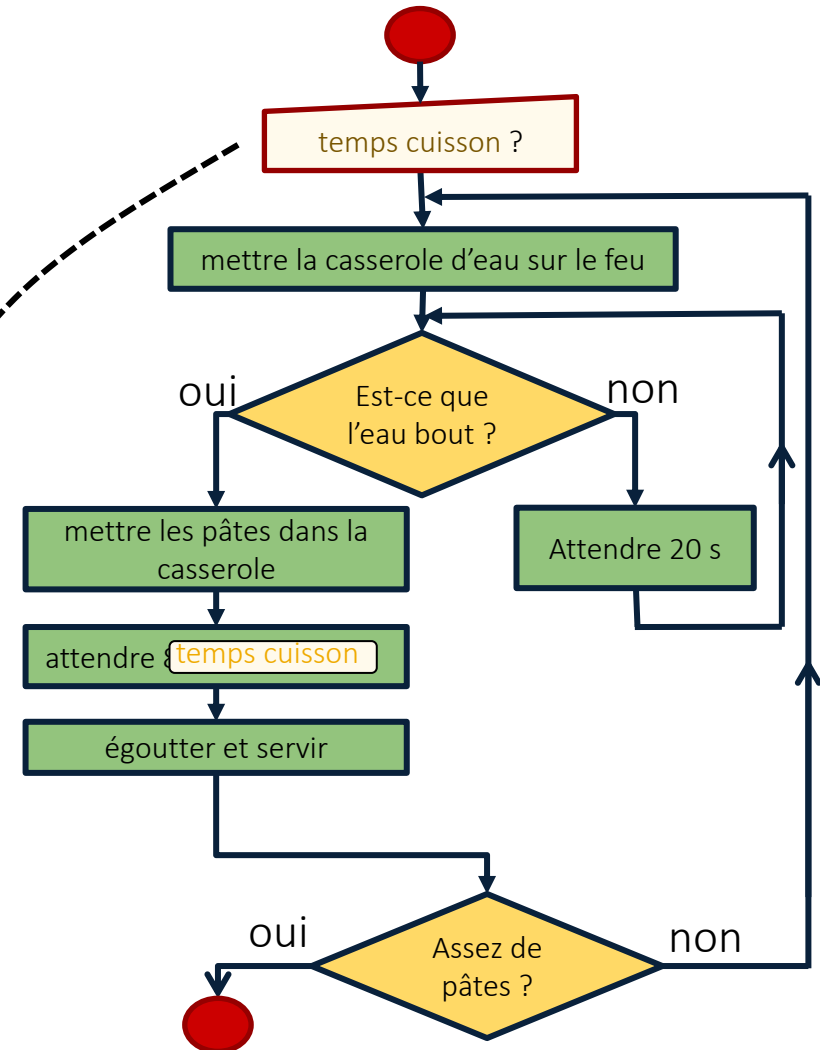 temps cuisson ?
mettre la casserole d’eau sur le feu
oui
non
Est-ce que
l’eau bout ?
mettre les pâtes dans la
casserole
Attendre 20 s
attendre temps cuisson
égoutter et servir
oui
non
Assez de
pâtes ?